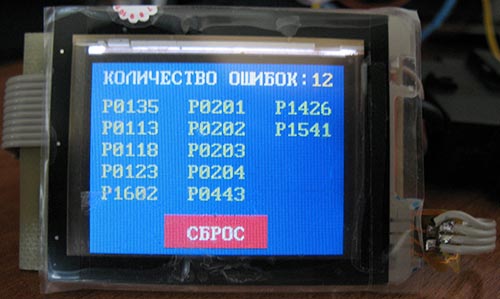 КОЛИЧЕСТВО ОШИБОК:12
P0135 P0201 P1426
P0113 P0202 P1541
P0118 P0203
P0123 P0204
P1602 P0443
СБРОС